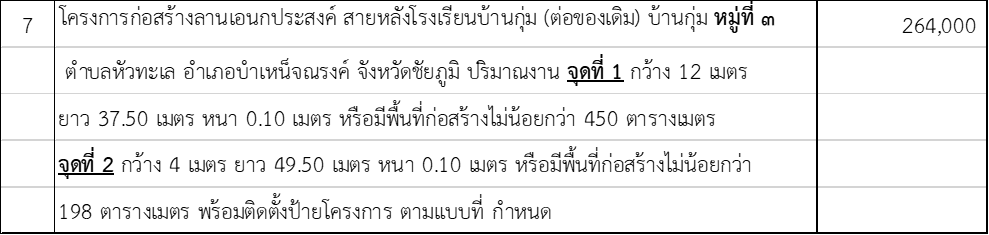 7 โครงการก่อสร้างลานเอนกประสงค์ สายหลังโรงเรียนบ้านกุ่ม (ต่อของเดิม) บ้านกุ่ม หมู่ที่ ๓ 264,000
ตำบลหัวทะเล อำเภอบำเหน็จณรงค์ จังหวัดชัยภูมิ ปริมาณงาน จุดที่ 1 กว้าง 12 เมตร
ยาว 37.50 เมตร หนา 0.10 เมตร หรือมีพื้นที่ก่อสร้างไม่น้อยกว่า 450 ตารางเมตร
จุดที่ 2 กว้าง 4 เมตร ยาว 49.50 เมตร หนา 0.10 เมตร หรือมีพื้นที่ก่อสร้างไม่น้อยกว่า
198 ตารางเมตร พร้อมติดตั้งป้ายโครงการ ตามแบบที่ กำหนด